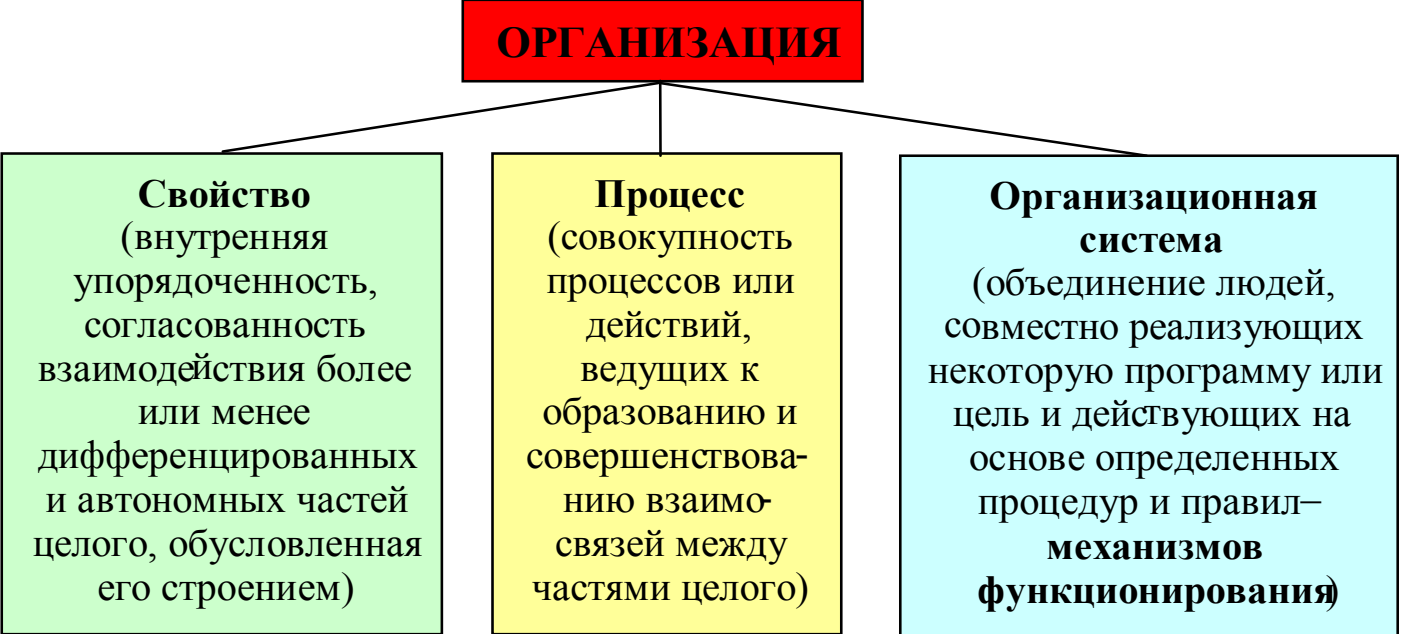 ОРГАНИЗАЦИЯ
Свойство
(внутренняя
упорядоченность,
согласованность
взаимодействия более
или менее
дифференцированных
и автономных частей
целого, обусловленная
его строением)
Процесс
(совокупность
процессов или
действий,
ведущих к
образованию и
совершенствова-
нию взаимо-
связей между
частями целого)
Организационная
система
(объединение людей,
совместно реализующих
некоторую программу или
цель и действующих на
основе определенных
процедур и правил–
механизмов
функционирования)